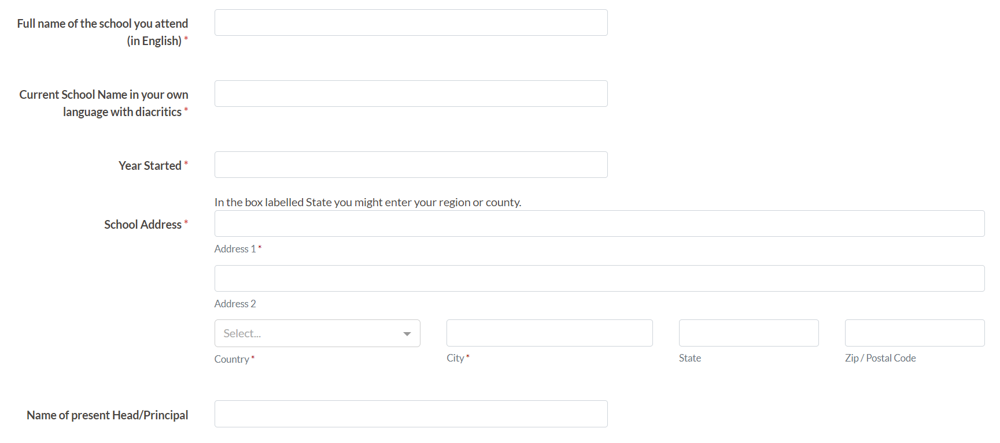 Full name of the school you attend
(in English) *
Current School Name in your own
language with diacritics *
Year Started *
In the box labelled State you might enter your region or county.
School Address *
Address 1 *
Address 2
Select...
Country *
City *
State
Zip / Postal Code
Name of present Head/Principal